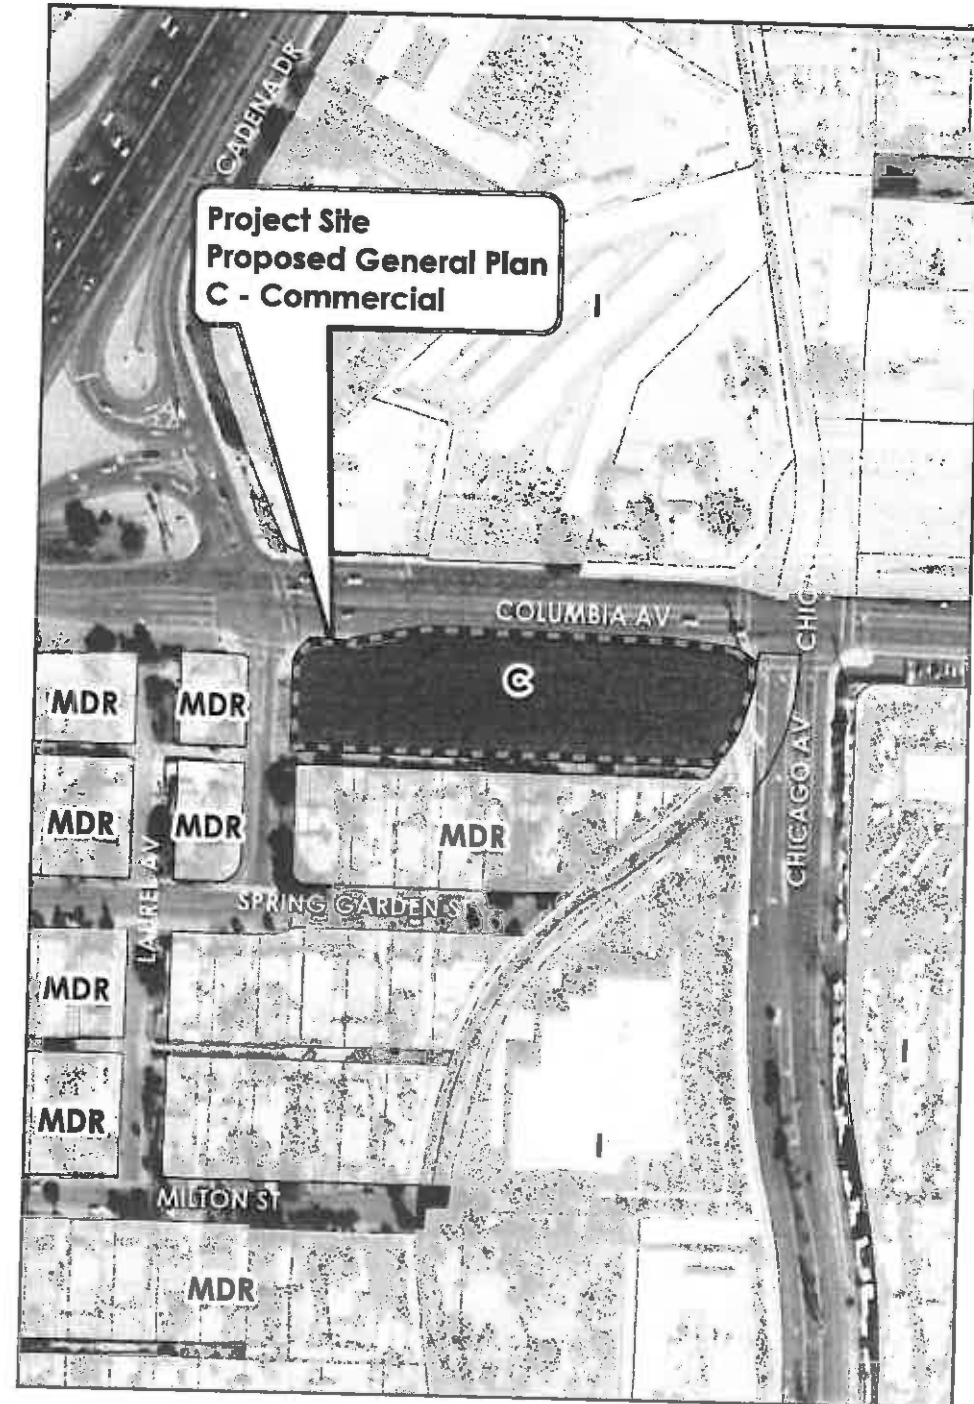 CADENA DR
Project Site
Proposed General Plan
C - Commercial
I
COLUMBIA AV
CHICA
C
MDR
MDR
CHICAGO AV
MDR
MDR
MDR
LAUREL AV
SPRING GARDEN ST
MDR
I
MDR
I
MILTON ST
MDR